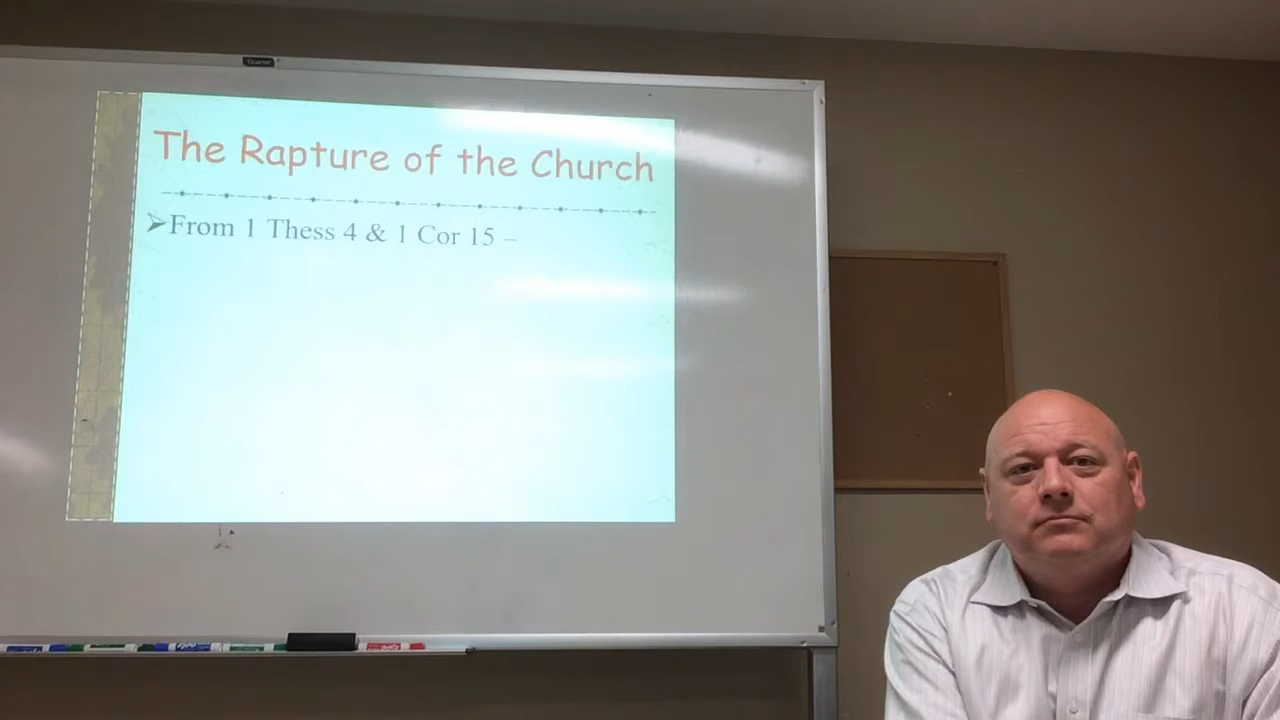 The Rapture of the Church
From 1 Thess 4 & 1 Cor 15 –